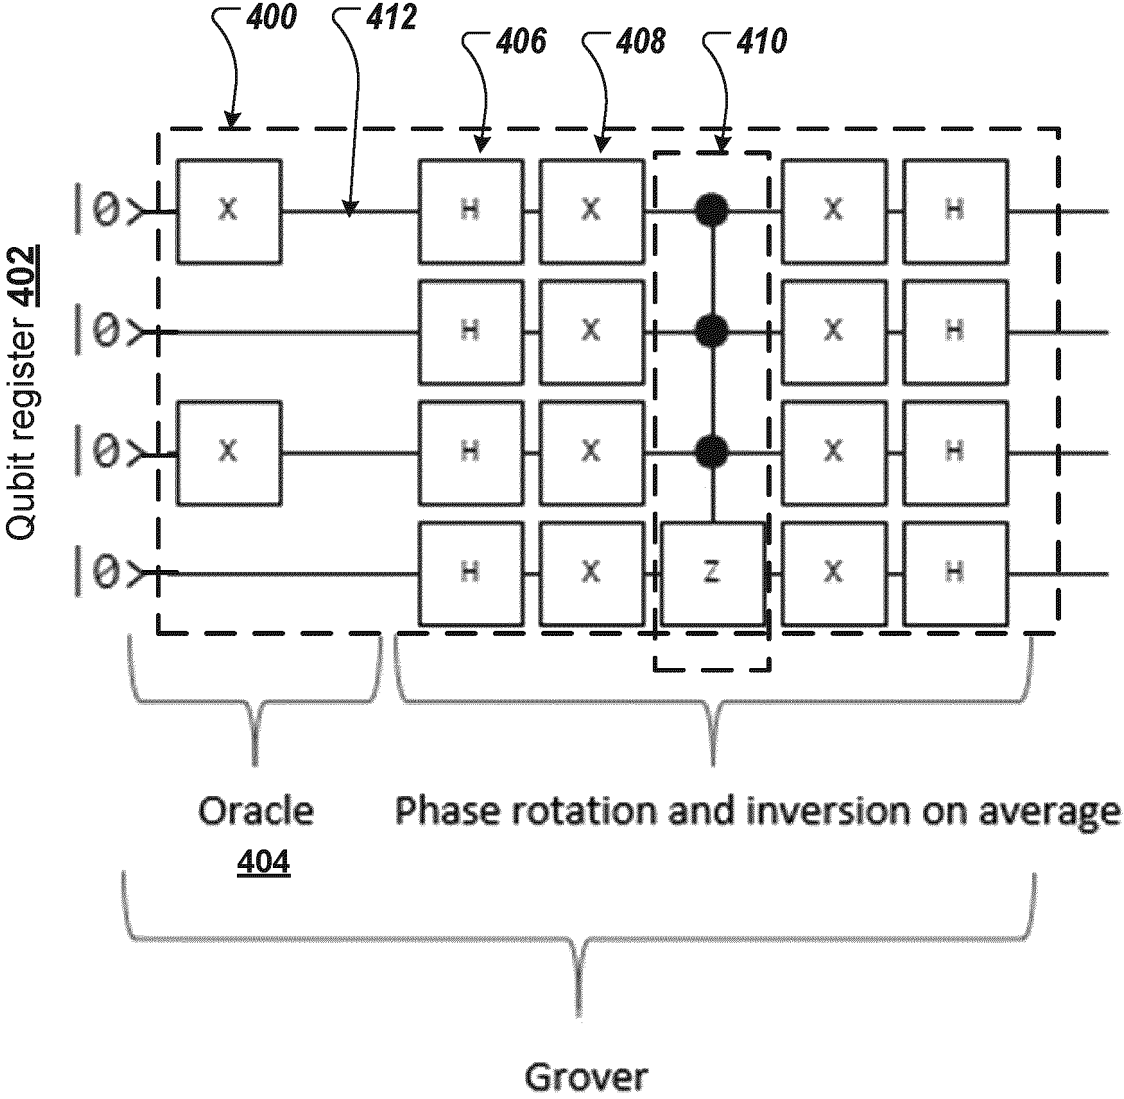 400 412 406 408 410
|0> X H X X H
|0> H X X H
|0> X H X X H
|0> H X Z X H
Qubit register 402
Oracle Phase rotation and inversion on average
404
Grover